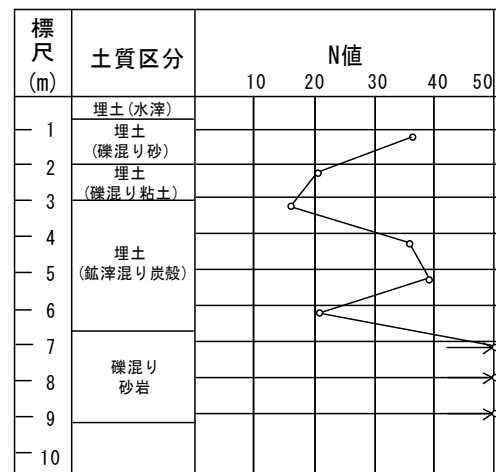 標尺(m)
土質区分
N値
10 20 30 40 50
埋土(水滓)
1
埋土
(礫混り砂)
2
埋土
(礫混り粘土)
3
4
埋土
(鉱滓混り炭殻)
5
6
7
礫混り
砂岩
8
9
10